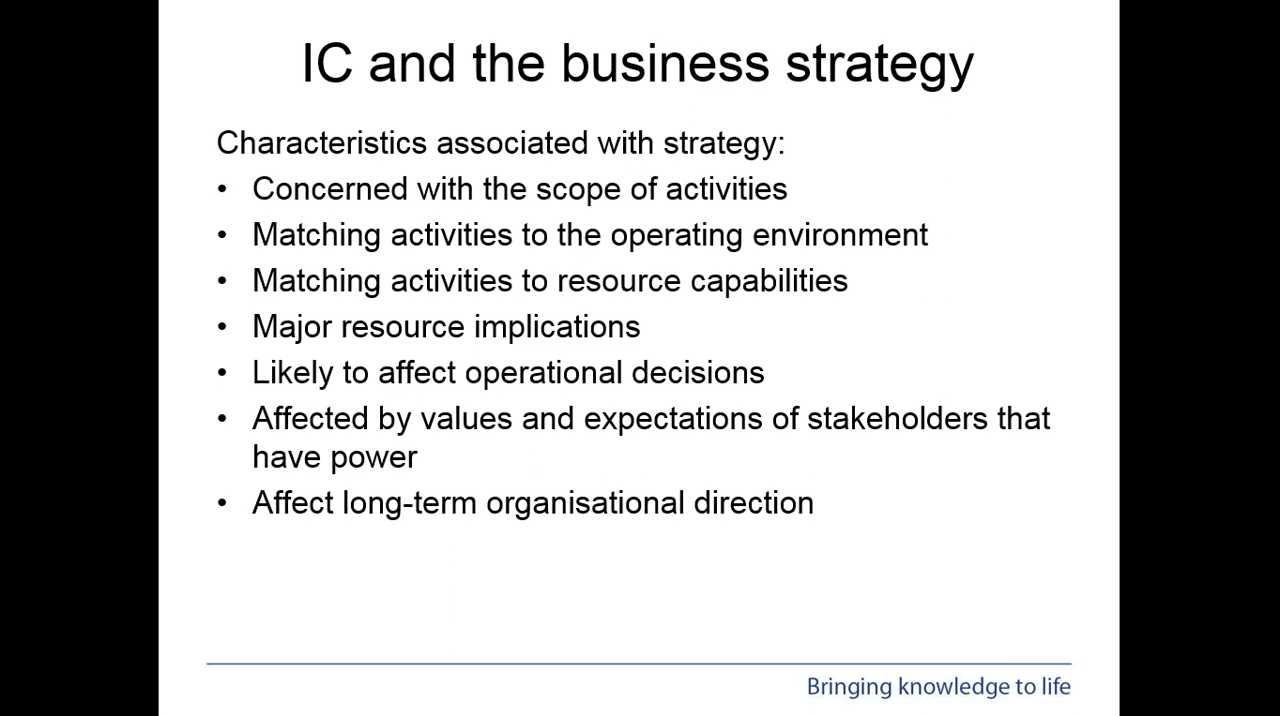 IC and the business strategy
Characteristics associated with strategy:
• Concerned with the scope of activities
• Matching activities to the operating environment
• Matching activities to resource capabilities
• Major resource implications
• Likely to affect operational decisions
• Affected by values and expectations of stakeholders that
have power
• Affect long-term organisational direction
Bringing knowledge to life